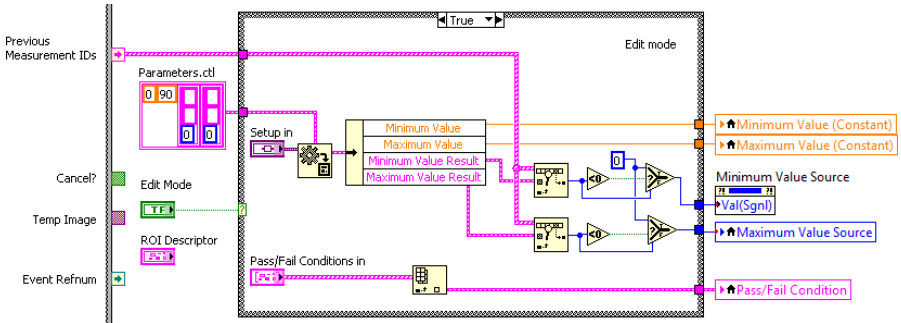 True
Previous
Measurement IDs
Edit mode
Parameters.ctl
0 90
0 0
Setup in
Minimum Value
Maximum Value
Minimum Value Result
Maximum Value Result
Minimum Value (Constant)
Maximum Value (Constant)
0
<0
?
Minimum Value Source
?! ?!
Val(Sgnl)
Cancel?
Edit Mode
TF
?
<0
?
Maximum Value Source
Temp Image
ROI Descriptor
Pass/Fail Conditions in
Event Refnum
Pass/Fail Condition